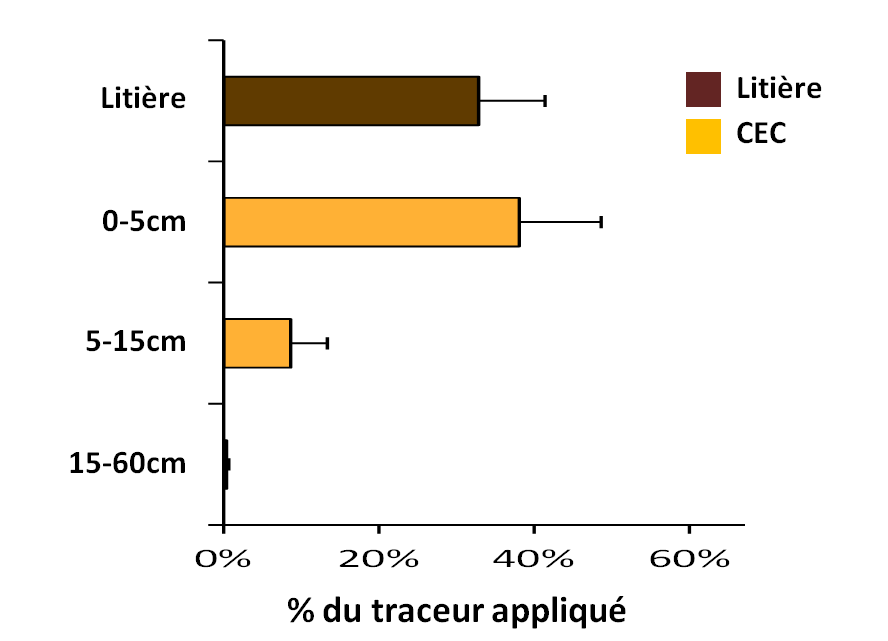 Litière
0-5cm
5-15cm
15-60cm
0% 20% 40% 60%
% du traceur appliqué
Litière
CEC